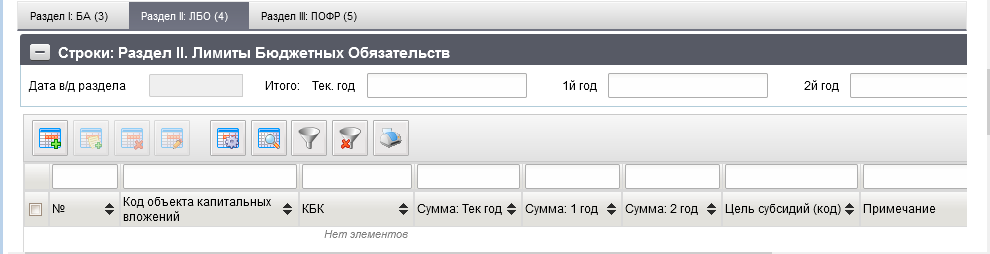 Раздел I: БА (3) Раздел II: ЛБО (4) Раздел III: ПОФР (5)
Строки: Раздел II. Лимиты Бюджетных Обязательств
Дата в/д раздела Итого: Тек. год 1й год 2й год
№ Код объекта капитальных вложений КБК Сумма: Тек год Сумма: 1 год Сумма: 2 год Цель субсидий (код) Примечание
Нет элементов